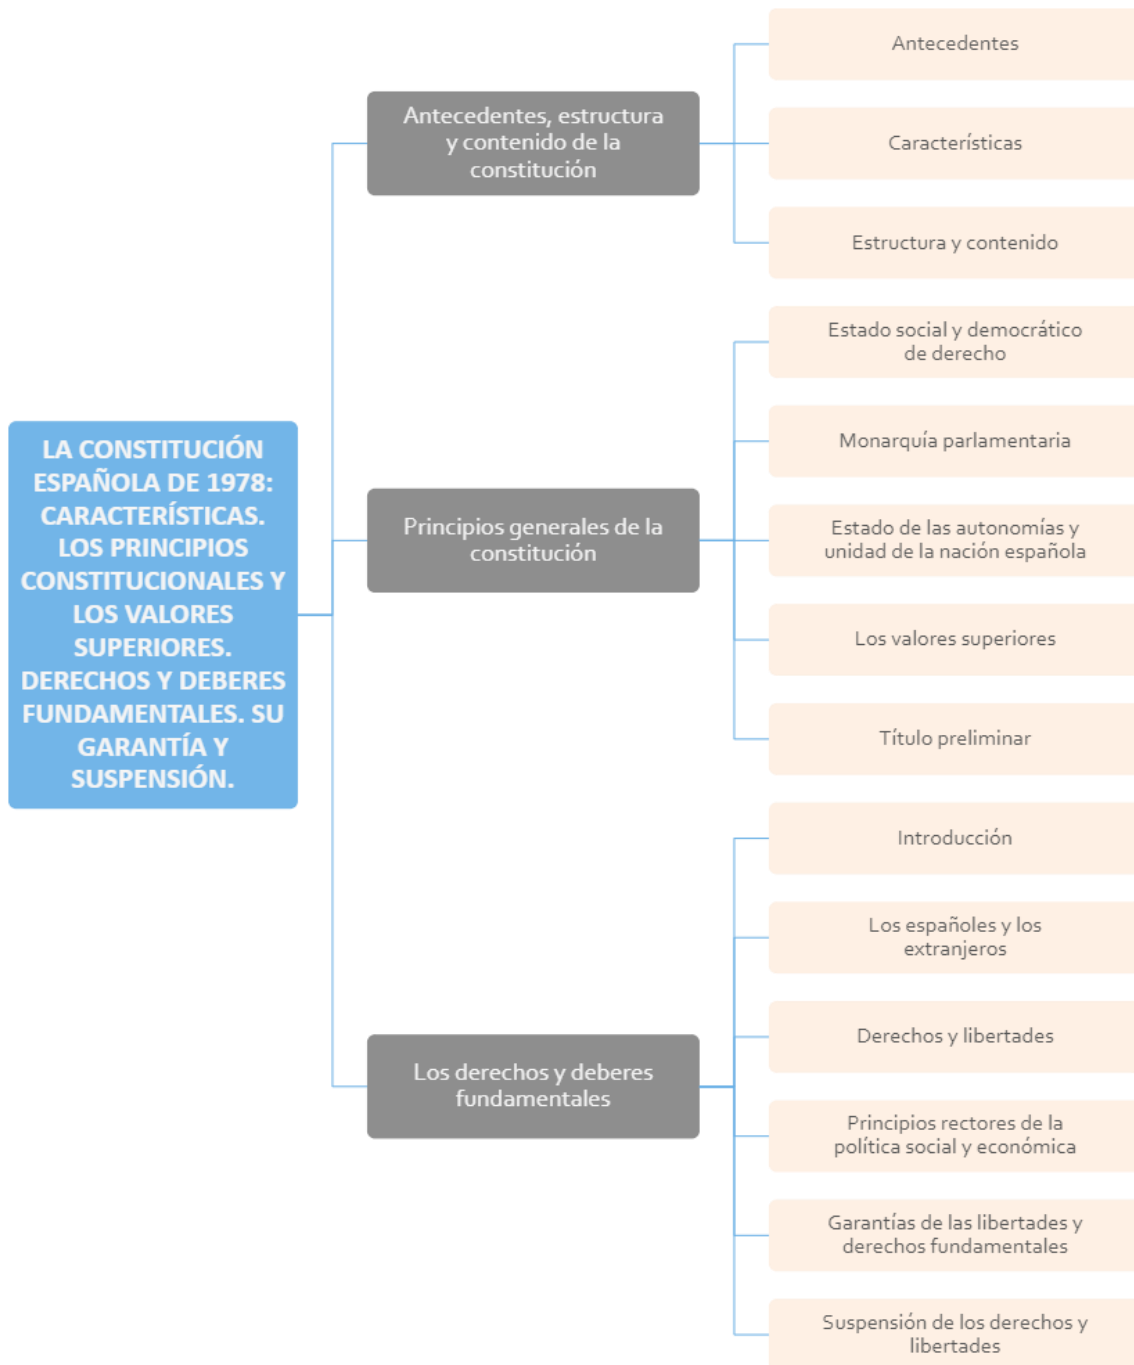 LA CONSTITUCIÓN
ESPAÑOLA DE 1978:
CARACTERÍSTICAS.
LOS PRINCIPIOS
CONSTITUCIONALES Y
LOS VALORES
SUPERIORES.
DERECHOS Y DEBERES
FUNDAMENTALES. SU
GARANTÍA Y
SUSPENSIÓN.
Antecedentes, estructura
y contenido de la
constitución
Antecedentes
Características
Estructura y contenido
Principios generales de la
constitución
Estado social y democrático
de derecho
Monarquía parlamentaria
Estado de las autonomías y
unidad de la nación española
Los valores superiores
Título preliminar
Los derechos y deberes
fundamentales
Introducción
Los españoles y los
extranjeros
Derechos y libertades
Principios rectores de la
política social y económica
Garantías de las libertades y
derechos fundamentales
Suspensión de los derechos y
libertades